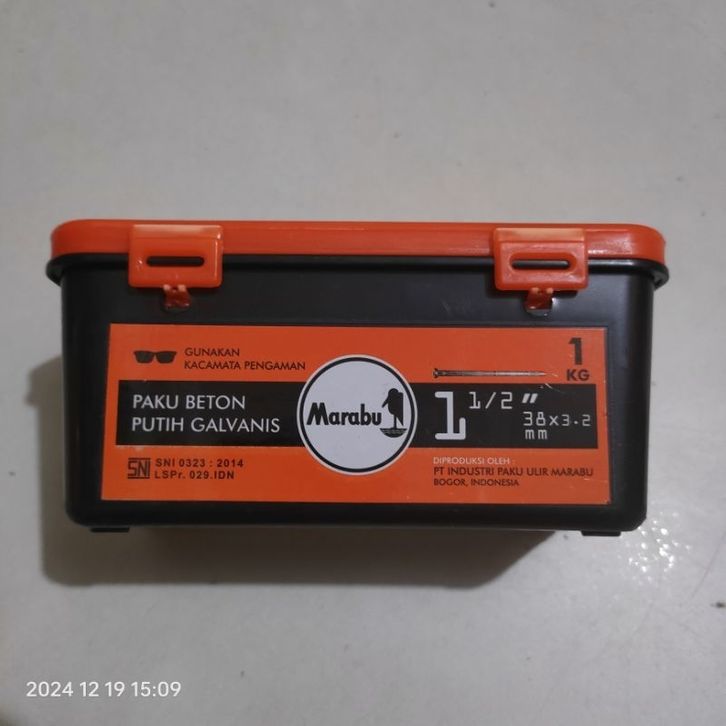 GUNAKAN
KACAMATA PENGAMAN
1
KG
PAKU BETON
PUTIH GALVANIS
Marabu
1 1/2"
38x3.2
mm
SNI
SNI 0323 : 2014
LSPr. 029.IDN
DIPRODUKSI OLEH :
PT INDUSTRI PAKU ULIR MARABU
BOGOR, INDONESIA
2024 12 19 15:09